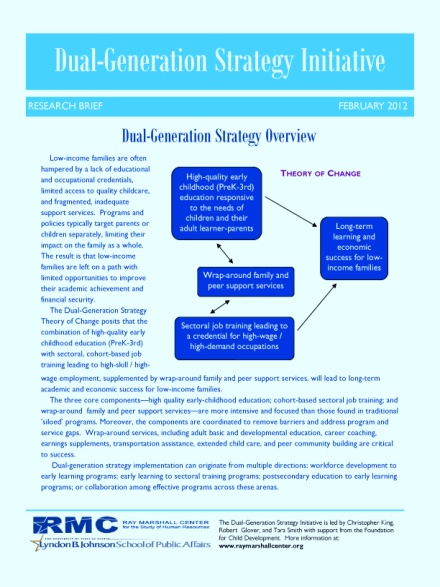 Dual-Generation Strategy Initiative
RESEARCH BRIEF FEBRUARY 2012
Dual-Generation Strategy Overview
Low-income families are often
hampered by a lack of educational
and occupational credentials,
limited access to quality childcare,
and fragmented, inadequate
support services. Programs and
policies typically target parents or
children separately, limiting their
impact on the family as a whole.
The result is that low-income
families are left on a path with
limited opportunities to improve
their academic achievement and
financial security.
The Dual-Generation Strategy
Theory of Change posits that the
combination of high-quality early
childhood education (PreK-3rd)
with sectoral, cohort-based job
training leading to high-skill / high-
wage employment, supplemented by wrap-around family and peer support services, will lead to long-term
academic and economic success for low-income families.
THEORY OF CHANGE
High-quality early
childhood (PreK-3rd)
education responsive
to the needs of
children and their
adult learner-parents
Wrap-around family and
peer support services
Sectoral job training leading to
a credential for high-wage /
high-demand occupations
Long-term
learning and
economic
success for low-
income families
The three core components—high quality early-childhood education; cohort-based sectoral job training; and
wrap-around family and peer support services—are more intensive and focused than those found in traditional
'siloed' programs. Moreover, the components are coordinated to remove barriers and address program and
service gaps. Wrap-around services, including adult basic and developmental education, career coaching,
earnings supplements, transportation assistance, extended child care, and peer community building are critical
to success.
Dual-generation strategy implementation can originate from multiple directions: workforce development to
early learning programs; early learning to sectoral training programs; postsecondary education to early learning
programs; or collaboration among effective programs across these arenas.
RMC RAY MARSHALL CENTER
for the Study of Human Resources
Lyndon B. Johnson School of Public Affairs
The Dual-Generation Strategy Initiative is led by Christopher King,
Robert Glover, and Tara Smith with support from the Foundation
for Child Development. More information at:
www.raymarshallcenter.org